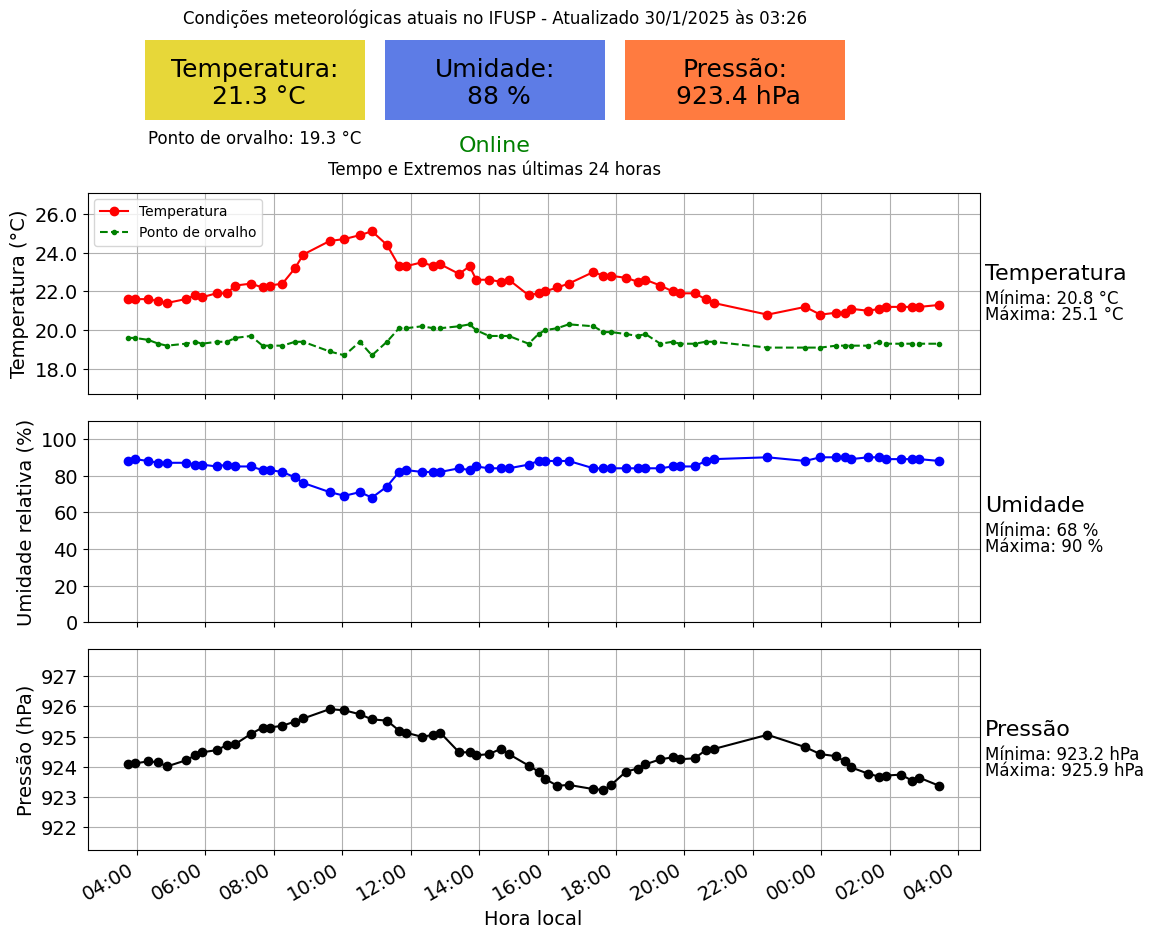 Condições meteorológicas atuais no IFUSP - Atualizado 30/1/2025 às 03:26
Temperatura:
21.3 °C
Umidade:
88 %
Pressão:
923.4 hPa
Ponto de orvalho: 19.3 °C
Online
Tempo e Extremos nas últimas 24 horas
Temperatura (°C)
26.0
24.0
22.0
20.0
18.0
Temperatura
Ponto de orvalho
Temperatura
Mínima: 20.8 °C
Máxima: 25.1 °C
Umidade relativa (%)
100
80
60
40
20
0
Umidade
Mínima: 68 %
Máxima: 90 %
Pressão (hPa)
927
926
925
924
923
922
Pressão
Mínima: 923.2 hPa
Máxima: 925.9 hPa
04:00 06:00 08:00 10:00 12:00 14:00 16:00 18:00 20:00 22:00 00:00 02:00 04:00
Hora local